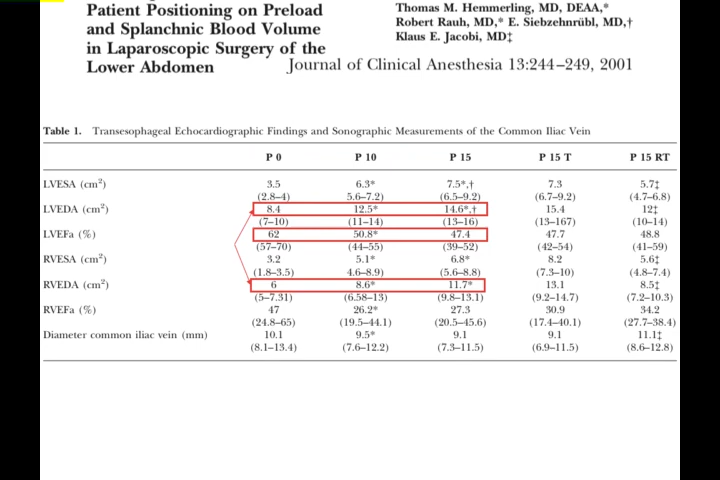 Patient Positioning on Preload
and Splanchnic Blood Volume
in Laparoscopic Surgery of the
Lower Abdomen
Thomas M. Hemmerling, MD, DEAA,*
Robert Rauh, MD,* E. Siebzehnrübl, MD,†
Klaus E. Jacobi, MD‡
Journal of Clinical Anesthesia 13:244–249, 2001
Table 1. Transesophageal Echocardiographic Findings and Sonographic Measurements of the Common Iliac Vein
P 0 P 10 P 15 P 15 T P 15 RT
LVESA (cm²) 3.5 6.3* 7.5*,† 7.3 5.7‡
(2.8–4) 5.6–7.2) (6.5–9.2) (6.7–9.2) (4.7–6.8)
LVEDA (cm²) 8.4 12.5* 14.6*,† 15.4 12‡
(7–10) (11–14) (13–16) (13–167) (10–14)
LVEFa (%) 62 50.8* 47.4 47.7 48.8
(57–70) (44–55) (39–52) (42–54) (41–59)
RVESA (cm²) 3.2 5.1* 6.8* 8.2 5.6‡
(1.8–3.5) 4.6–8.9) (5.6–8.8) (7.3–10) (4.8–7.4)
RVEDA (cm²) 6 8.6* 11.7* 13.1 8.5‡
(5–7.31) (6.58–13) (9.8–13.1) (9.2–14.7) (7.2–10.3)
RVEFa (%) 47 26.2* 27.3 30.9 34.2
(24.8–65) (19.5–44.1) (20.5–45.6) (17.4–40.1) (27.7–38.4)
Diameter common iliac vein (mm) 10.1 9.5* 9.1 9.1 11.1‡
(8.1–13.4) (7.6–12.2) (7.3–11.5) (6.9–11.5) (8.6–12.8)